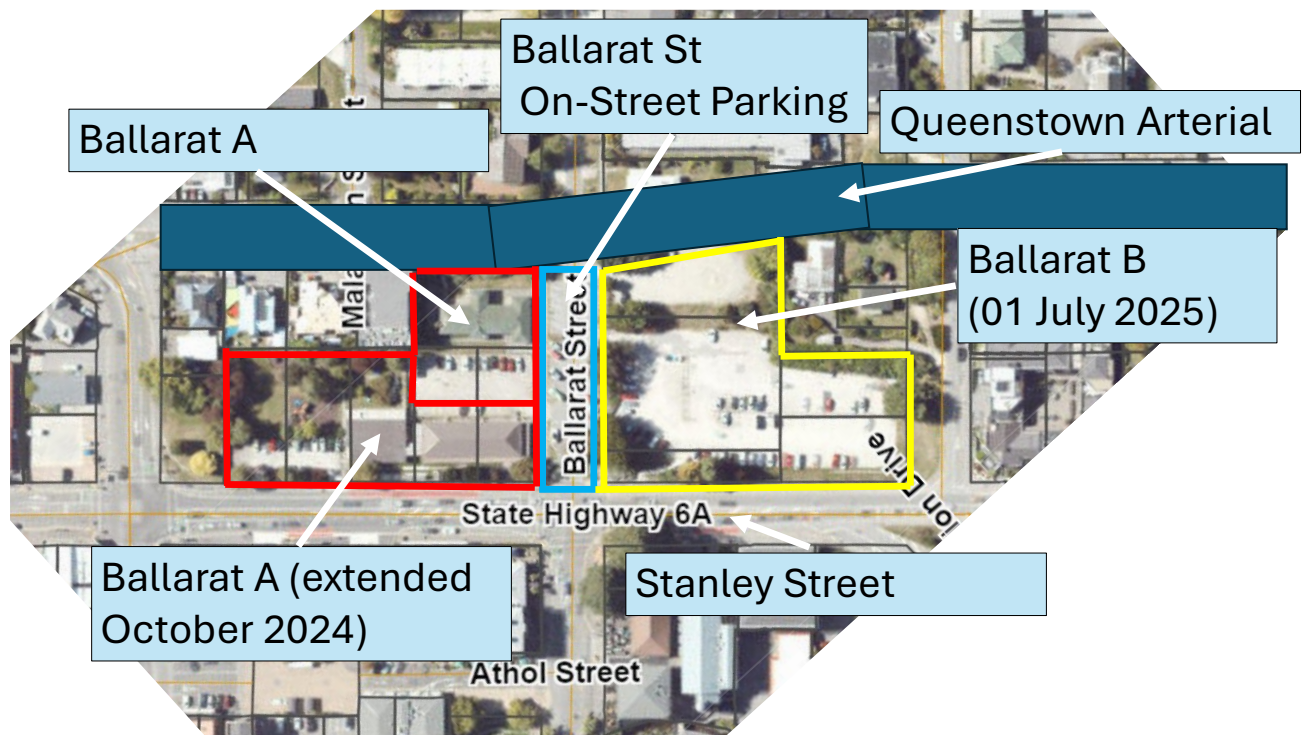 Ballarat St
On-Street Parking
Ballarat A
Queenstown Arterial
Ballarat B
(01 July 2025)
Ballarat Street
State Highway 6A
Ballarat A (extended
October 2024)
Stanley Street
Athol Street